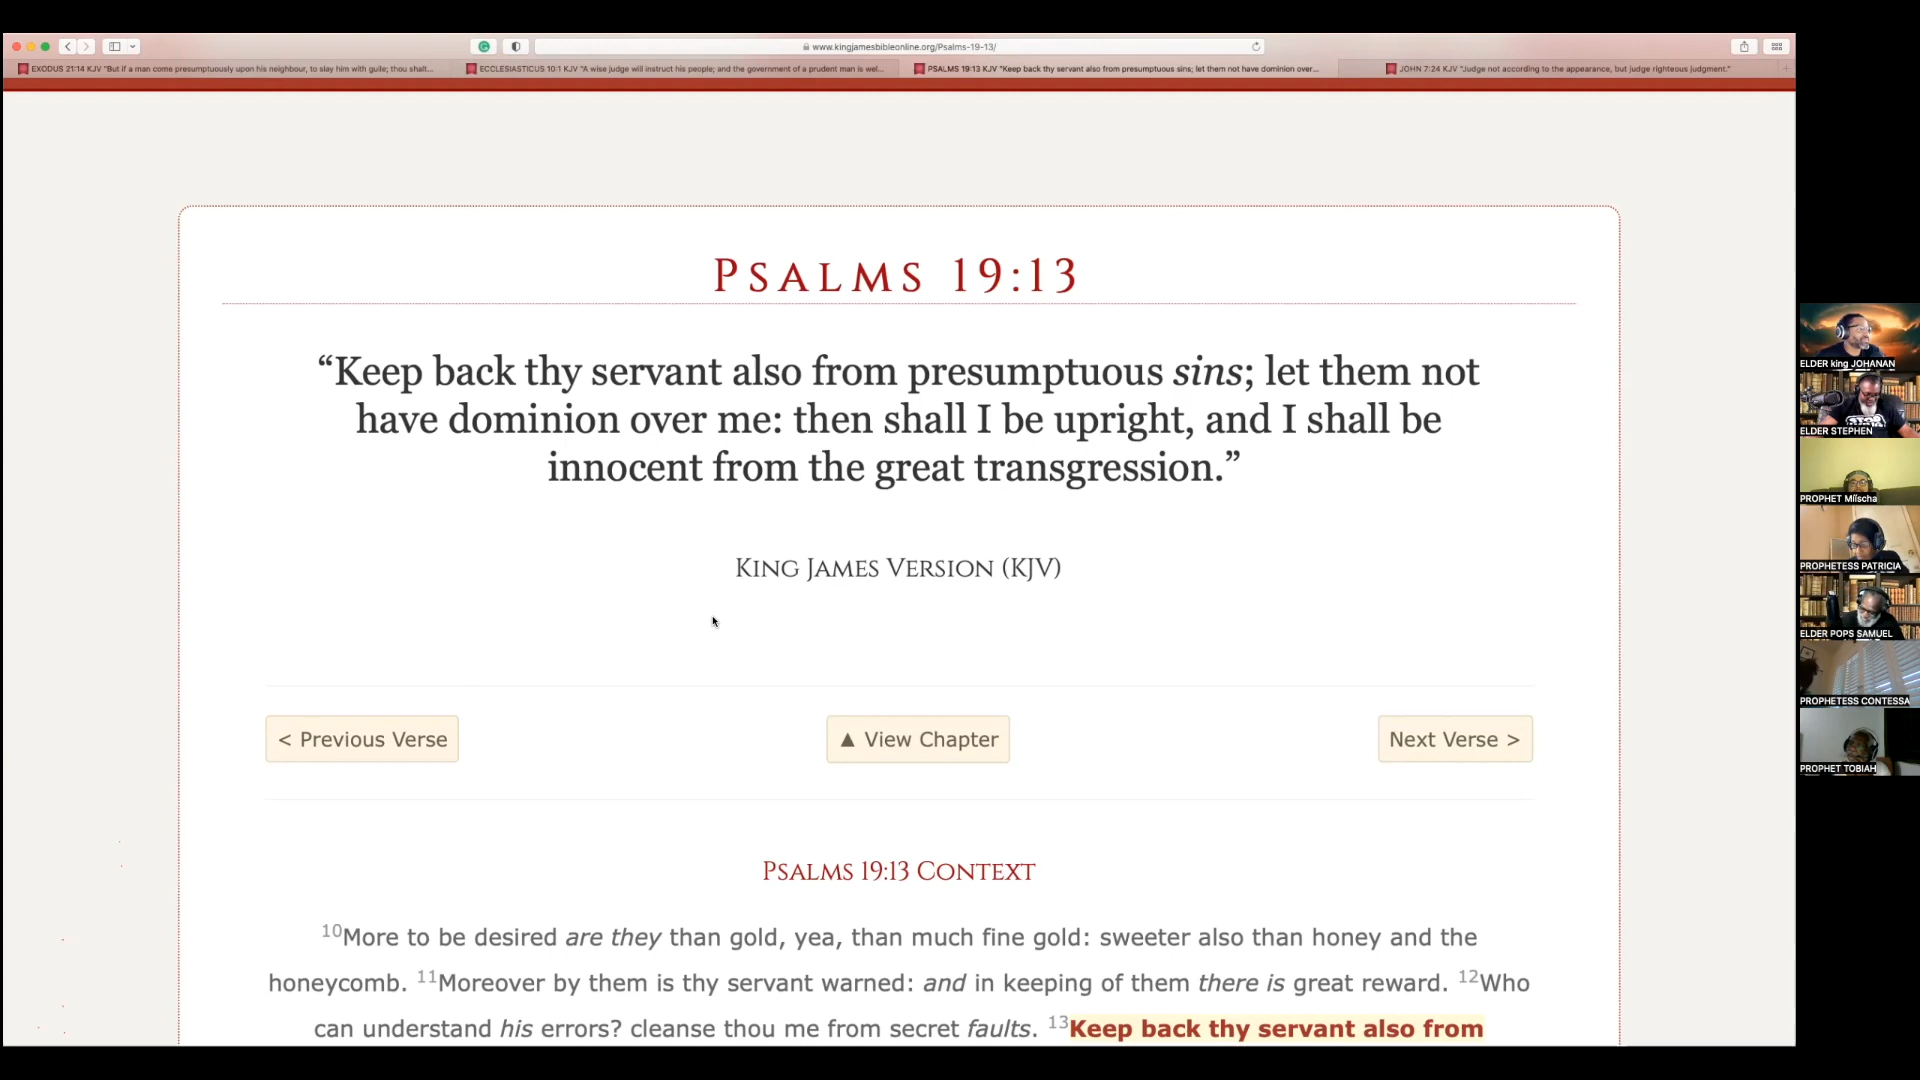 www.kingjamesbibleonline.org/Psalms-19-13/
EXODUS 21:14 KJV "But if a man come presumptuously upon his neighbour, to slay him with guile; thou shalt...
ECCLESIASTICUS 10:1 KJV "A wise judge will instruct his people; and the government of a prudent man is wel...
PSALMS 19:13 KJV "Keep back thy servant also from presumptuous sins; let them not have dominion over...
JOHN 7:24 KJV "Judge not according to the appearance, but judge righteous judgment."
PSALMS 19:13
“Keep back thy servant also from presumptuous sins; let them not
have dominion over me: then shall I be upright, and I shall be
innocent from the great transgression.”
KING JAMES VERSION (KJV)
< Previous Verse
▲ View Chapter
Next Verse >
PSALMS 19:13 CONTEXT
10More to be desired are they than gold, yea, than much fine gold: sweeter also than honey and the
honeycomb. 11Moreover by them is thy servant warned: and in keeping of them there is great reward. 12Who
can understand his errors? cleanse thou me from secret faults. 13Keep back thy servant also from
ELDER king JOHANAN
ELDER STEPHEN
PROPHET Miischa
PROPHETESS PATRICIA
ELDER POPS SAMUEL
PROPHETESS CONTESSA
PROPHET TOBIAH